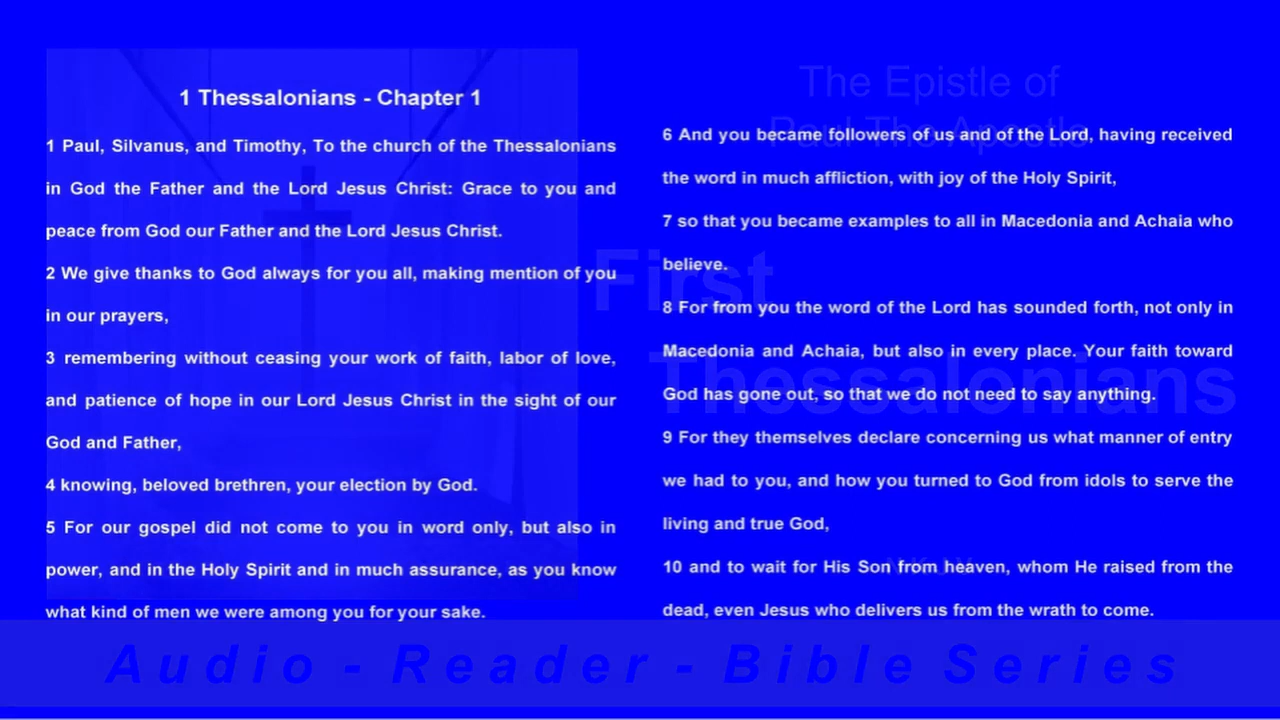 1 Thessalonians - Chapter 1
1 Paul, Silvanus, and Timothy, To the church of the Thessalonians
in God the Father and the Lord Jesus Christ: Grace to you and
peace from God our Father and the Lord Jesus Christ.
2 We give thanks to God always for you all, making mention of you
in our prayers,
3 remembering without ceasing your work of faith, labor of love,
and patience of hope in our Lord Jesus Christ in the sight of our
God and Father,
4 knowing, beloved brethren, your election by God.
5 For our gospel did not come to you in word only, but also in
power, and in the Holy Spirit and in much assurance, as you know
what kind of men we were among you for your sake.
The Epistle of
Paul The Apostle
6 And you became followers of us and of the Lord, having received
the word in much affliction, with joy of the Holy Spirit,
7 so that you became examples to all in Macedonia and Achaia who
believe.
First
8 For from you the word of the Lord has sounded forth, not only in
Macedonia and Achaia, but also in every place. Your faith toward
Thessalonians
God has gone out, so that we do not need to say anything.
9 For they themselves declare concerning us what manner of entry
we had to you, and how you turned to God from idols to serve the
living and true God,
10 and to wait for His Son from heaven, whom He raised from the
dead, even Jesus who delivers us from the wrath to come.
Audio - Reader - Bible Series